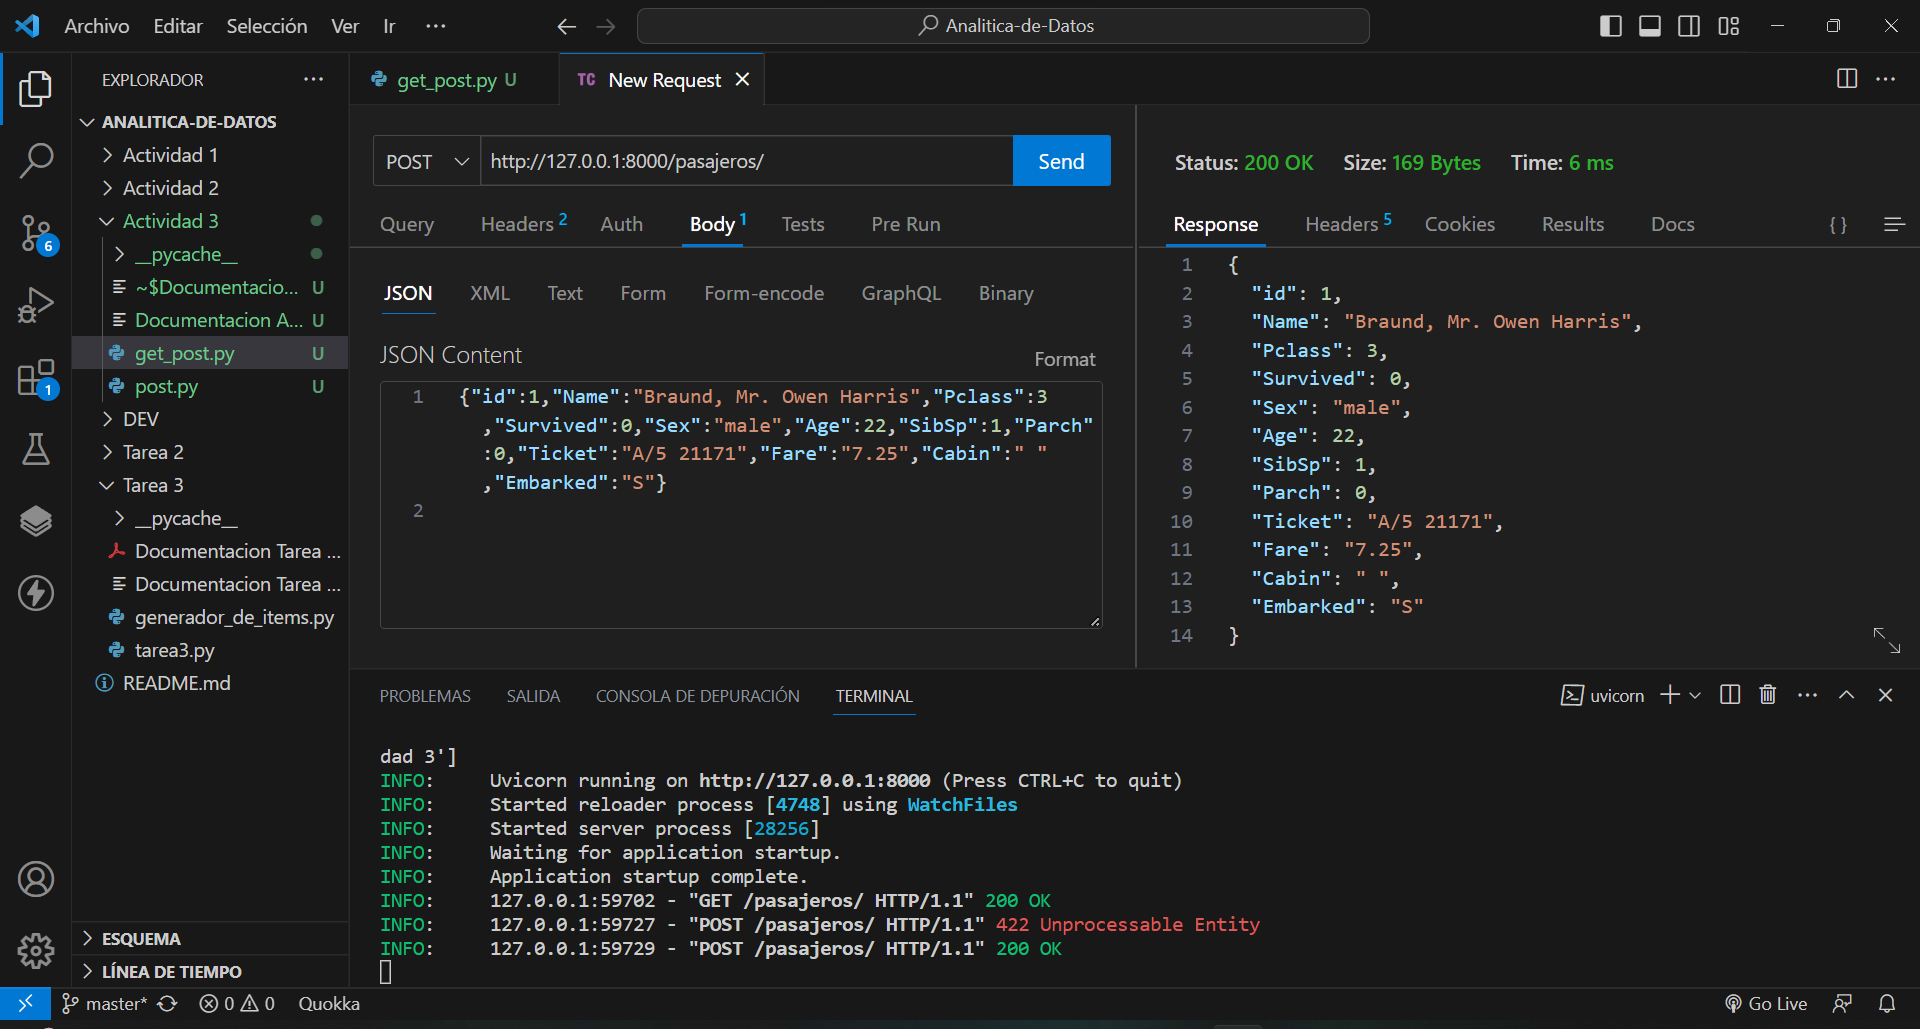 Archivo Editar Selección Ver Ir ···
Analitica-de-Datos
EXPLORADOR ···
ANALITICA-DE-DATOS
Actividad 1
Actividad 2
Actividad 3
__pycache__
~$Documentacio... U
Documentacion A... U
get_post.py U
post.py U
DEV
Tarea 2
Tarea 3
__pycache__
Documentacion Tarea ...
Documentacion Tarea ...
generador_de_items.py
tarea3.py
README.md
ESQUEMA
LÍNEA DE TIEMPO
6
1
get_post.py U
TC New Request
POST http://127.0.0.1:8000/pasajeros/ Send
Query Headers 2 Auth Body 1 Tests Pre Run
JSON XML Text Form Form-encode GraphQL Binary
JSON Content
Format
1 {"id":1,"Name":"Braund, Mr. Owen Harris","Pclass":3
,"Survived":0,"Sex":"male","Age":22,"SibSp":1,"Parch"
:0,"Ticket":"A/5 21171","Fare":"7.25","Cabin":" "
,"Embarked":"S"}
2
Status: 200 OK Size: 169 Bytes Time: 6 ms
Response Headers 5 Cookies Results Docs { }
1 {
2 "id": 1,
3 "Name": "Braund, Mr. Owen Harris",
4 "Pclass": 3,
5 "Survived": 0,
6 "Sex": "male",
7 "Age": 22,
8 "SibSp": 1,
9 "Parch": 0,
10 "Ticket": "A/5 21171",
11 "Fare": "7.25",
12 "Cabin": " ",
13 "Embarked": "S"
14 }
PROBLEMAS SALIDA CONSOLA DE DEPURACIÓN TERMINAL
uvicorn
dad 3']
INFO: Uvicorn running on http://127.0.0.1:8000 (Press CTRL+C to quit)
INFO: Started reloader process [4748] using WatchFiles
INFO: Started server process [28256]
INFO: Waiting for application startup.
INFO: Application startup complete.
INFO: 127.0.0.1:59702 - "GET /pasajeros/ HTTP/1.1" 200 OK
INFO: 127.0.0.1:59727 - "POST /pasajeros/ HTTP/1.1" 422 Unprocessable Entity
INFO: 127.0.0.1:59729 - "POST /pasajeros/ HTTP/1.1" 200 OK
master* 0 0 Quokka
Go Live